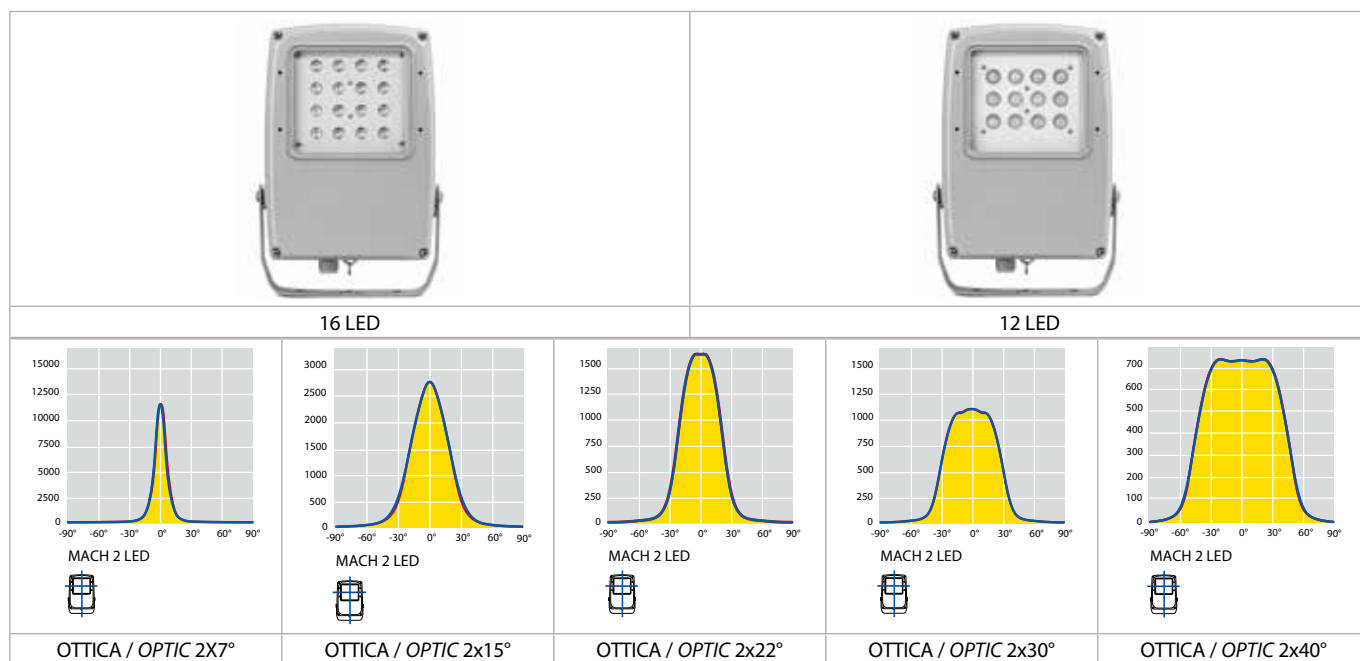 16 LED
12 LED
15000
12500
10000
7500
5000
2500
0
-90° -60° -30° 0° 30° 60° 90°
MACH 2 LED
OTTICA / OPTIC 2X7°
3000
2500
2000
1500
1000
500
0
-90° -60° -30° 0° 30° 60° 90°
MACH 2 LED
OTTICA / OPTIC 2x15°
1500
1250
1000
750
500
250
0
-90° -60° -30° 0° 30° 60° 90°
MACH 2 LED
OTTICA / OPTIC 2x22°
1500
1250
1000
750
500
250
0
-90° -60° -30° 0° 30° 60° 90°
MACH 2 LED
OTTICA / OPTIC 2x30°
700
600
500
400
300
200
100
0
-90° -60° -30° 0° 30° 60° 90°
MACH 2 LED
OTTICA / OPTIC 2x40°